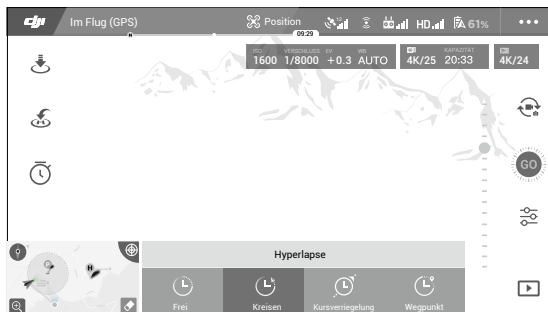 dji Im Flug (GPS) Position HD 61%
H 09:29
ISO VERSCHLUSS EV WB KAPAZITÄT
1600 1/8000 +0.3 AUTO 4K/25 20:33 4K/24
GO
H
Hyperlapse
Frei Kreisen Kursverriegelung Wegpunkt